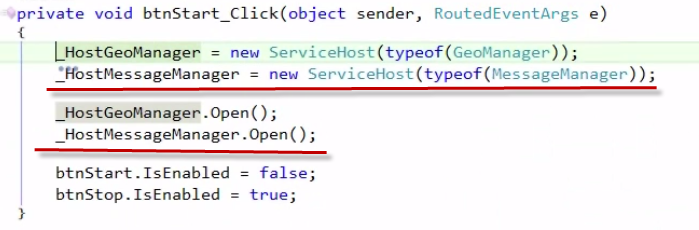 private void btnStart_Click(object sender, RoutedEventArgs e)
{
_HostGeoManager = new ServiceHost(typeof(GeoManager));
_HostMessageManager = new ServiceHost(typeof(MessageManager));
_HostGeoManager.Open();
_HostMessageManager.Open();
btnStart.IsEnabled = false;
btnStop.IsEnabled = true;
}